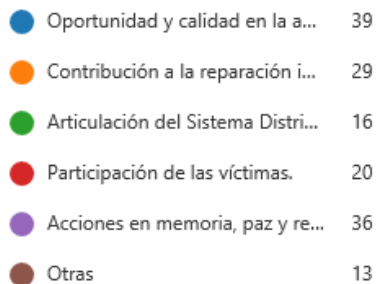 Oportunidad y calidad en la a... 39
Contribución a la reparación i... 29
Articulación del Sistema Distri... 16
Participación de las víctimas. 20
Acciones en memoria, paz y re... 36
Otras 13